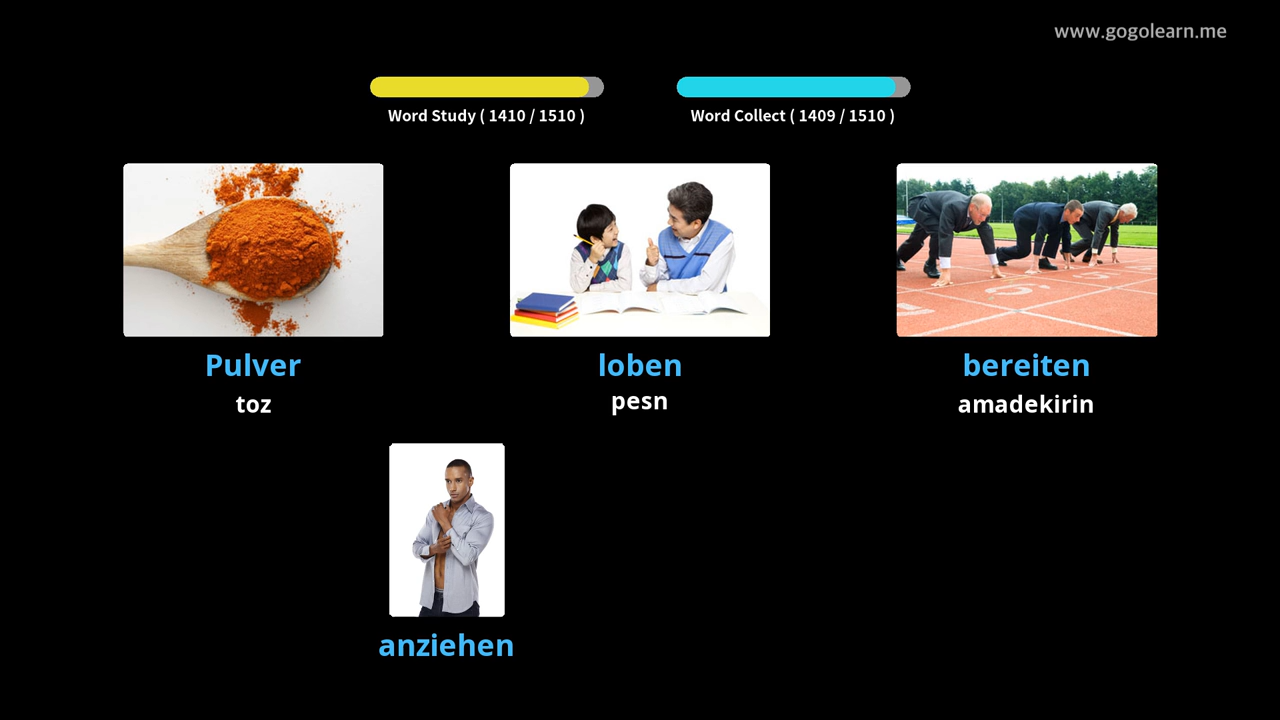 www.gogolearn.me
Word Study ( 1410 / 1510 )
Word Collect ( 1409 / 1510 )
Pulver
toz
loben
pesn
bereiten
amadekirin
anziehen